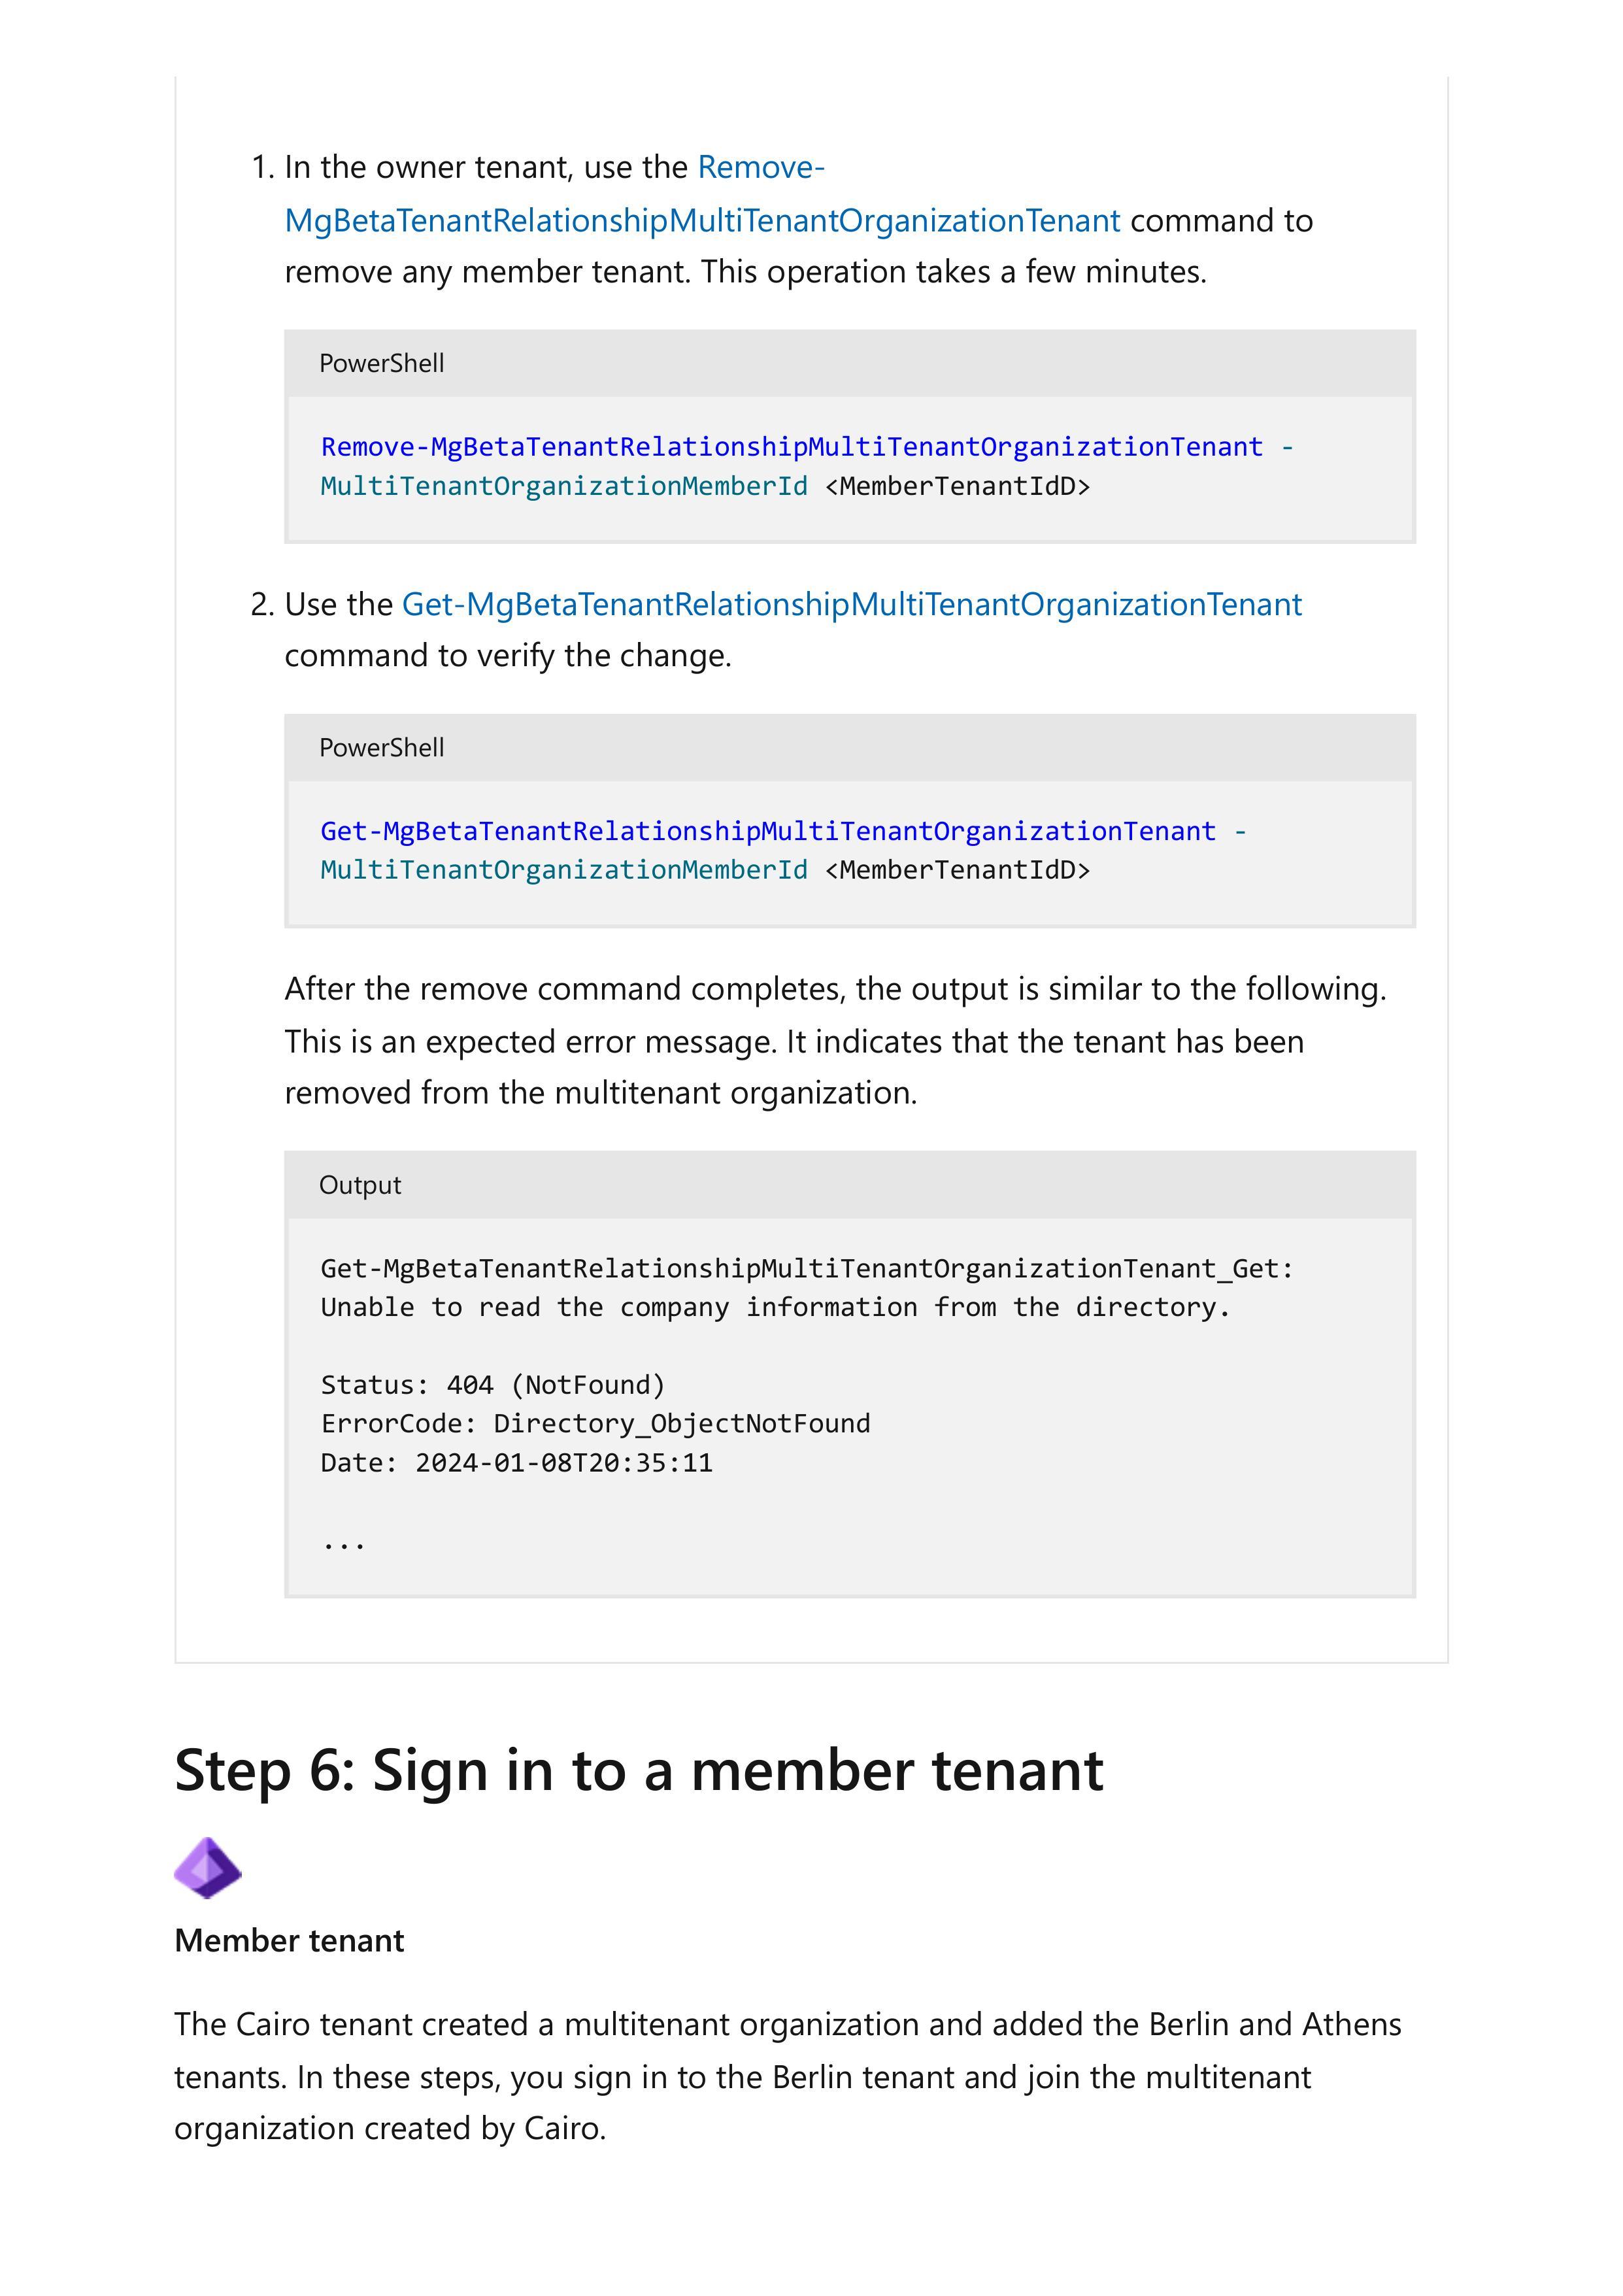 1. In the owner tenant, use the Remove-
MgBetaTenantRelationshipMultiTenantOrganizationTenant command to
remove any member tenant. This operation takes a few minutes.
PowerShell
Remove-MgBetaTenantRelationshipMultiTenantOrganizationTenant -
MultiTenantOrganizationMemberId <MemberTenantIdD>
2. Use the Get-MgBetaTenantRelationshipMultiTenantOrganizationTenant
command to verify the change.
PowerShell
Get-MgBetaTenantRelationshipMultiTenantOrganizationTenant -
MultiTenantOrganizationMemberId <MemberTenantIdD>
After the remove command completes, the output is similar to the following.
This is an expected error message. It indicates that the tenant has been
removed from the multitenant organization.
Output
Get-MgBetaTenantRelationshipMultiTenantOrganizationTenant_Get:
Unable to read the company information from the directory.
Status: 404 (NotFound)
ErrorCode: Directory_ObjectNotFound
Date: 2024-01-08T20:35:11
...
Step 6: Sign in to a member tenant
Member tenant
The Cairo tenant created a multitenant organization and added the Berlin and Athens
tenants. In these steps, you sign in to the Berlin tenant and join the multitenant
organization created by Cairo.